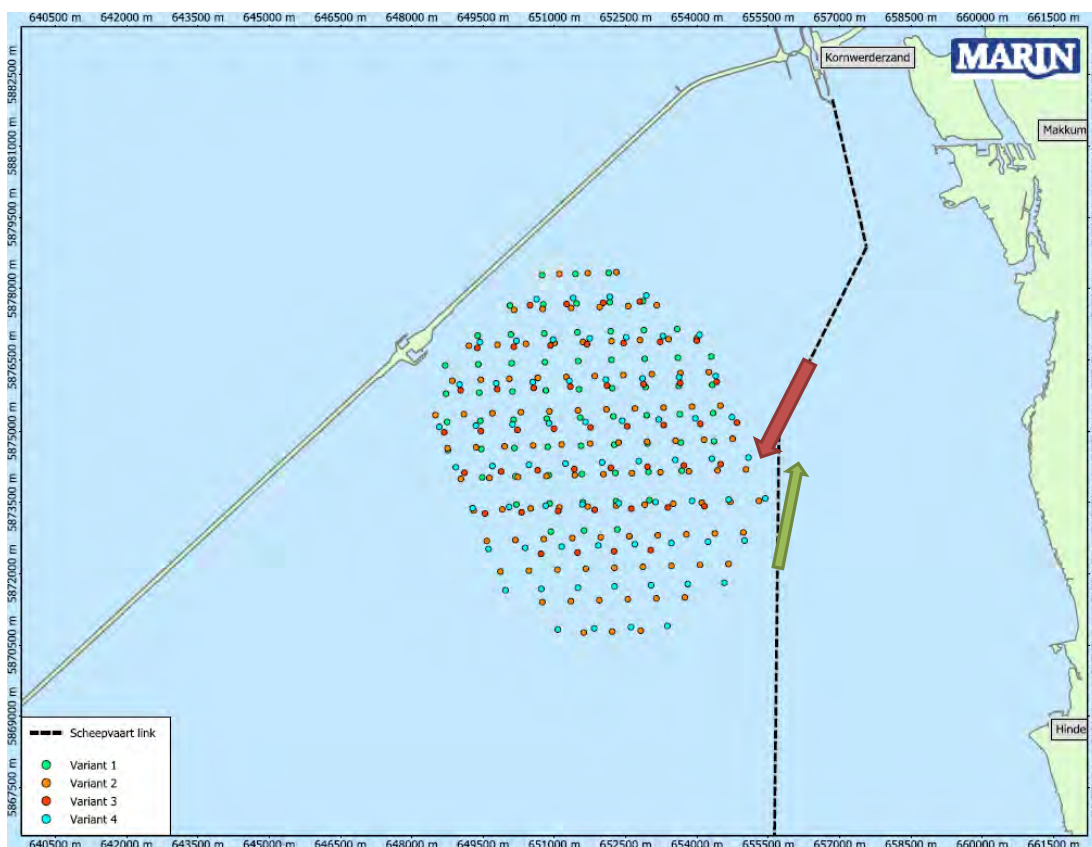 640500 m 642000 m 643500 m 645000 m 646500 m 648000 m 649500 m 651000 m 652500 m 654000 m 655500 m 657000 m 658500 m 660000 m 661500 m
MARIN
Kornwerderzand
Makkum
5882500 m
5881000 m
5879500 m
5878000 m
5876500 m
5875000 m
5873500 m
5872000 m
5870500 m
5869000 m
5867500 m
Hinde
Scheepvaart link
Variant 1
Variant 2
Variant 3
Variant 4
640500 m 642000 m 643500 m 645000 m 646500 m 648000 m 649500 m 651000 m 652500 m 654000 m 655500 m 657000 m 658500 m 660000 m 661500 m